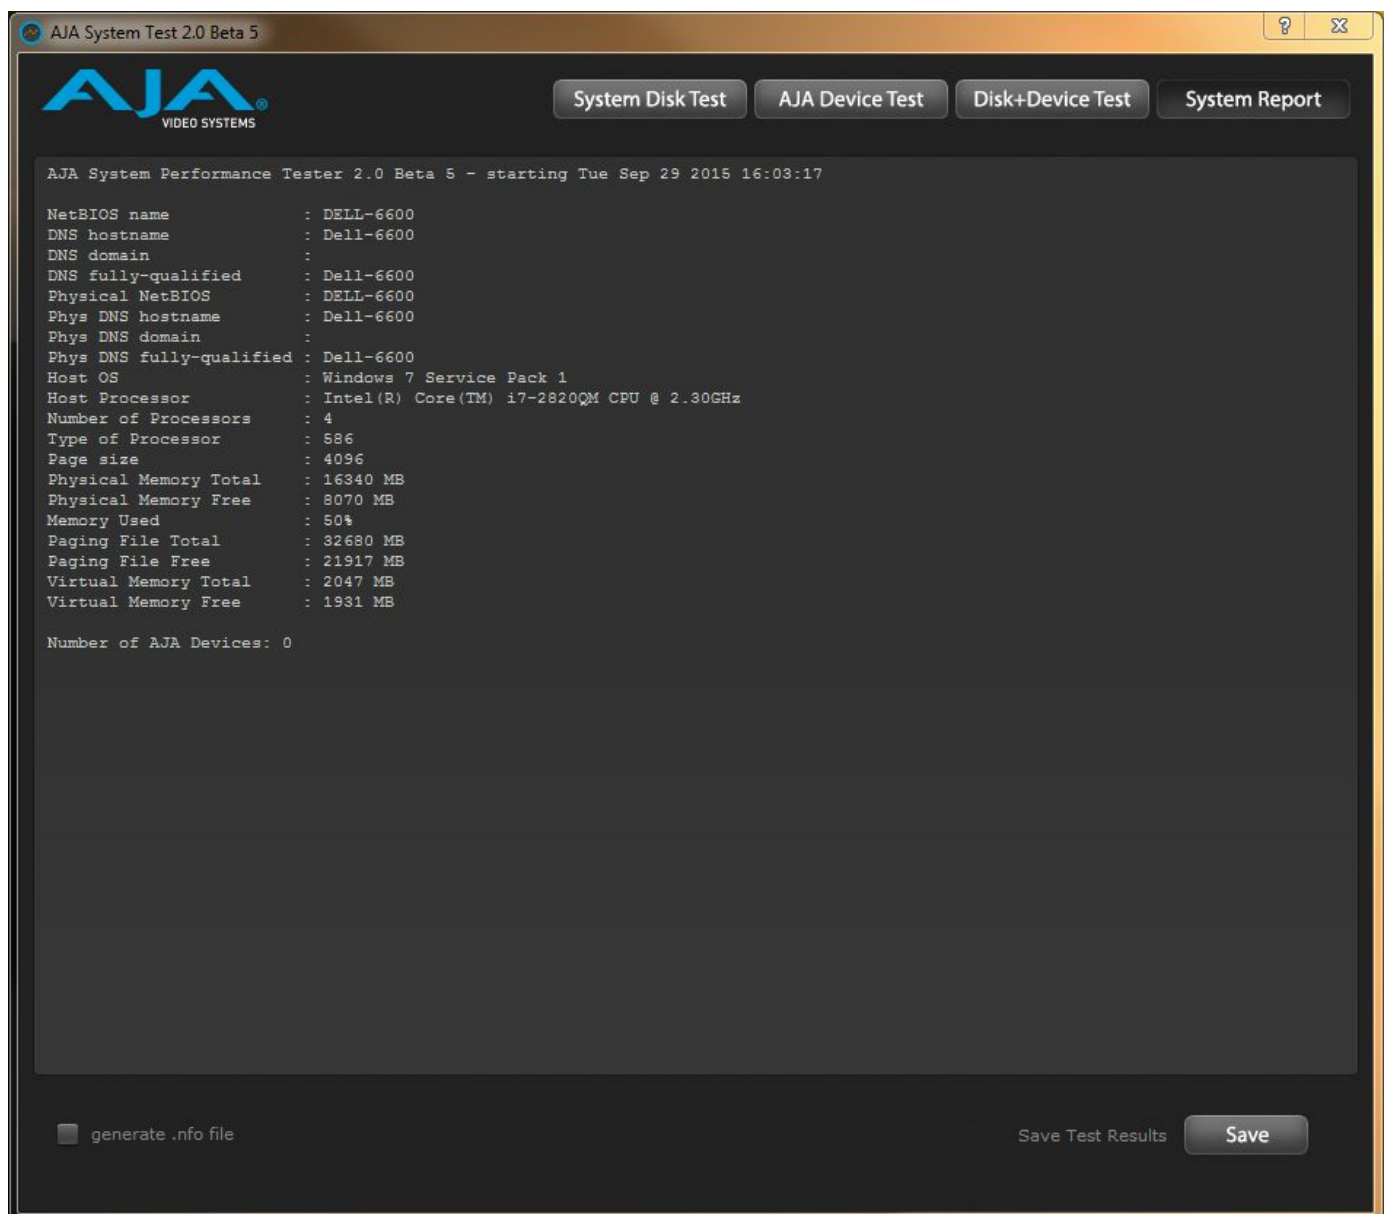 AJA System Test 2.0 Beta 5
AJA®
VIDEO SYSTEMS
System Disk Test
AJA Device Test
Disk+Device Test
System Report
AJA System Performance Tester 2.0 Beta 5 - starting Tue Sep 29 2015 16:03:17
NetBIOS name : DELL-6600
DNS hostname : Dell-6600
DNS domain :
DNS fully-qualified : Dell-6600
Physical NetBIOS : DELL-6600
Phys DNS hostname : Dell-6600
Phys DNS domain :
Phys DNS fully-qualified : Dell-6600
Host OS : Windows 7 Service Pack 1
Host Processor : Intel(R) Core(TM) i7-2820QM CPU @ 2.30GHz
Number of Processors : 4
Type of Processor : 586
Page size : 4096
Physical Memory Total : 16340 MB
Physical Memory Free : 8070 MB
Memory Used : 50%
Paging File Total : 32680 MB
Paging File Free : 21917 MB
Virtual Memory Total : 2047 MB
Virtual Memory Free : 1931 MB
Number of AJA Devices: 0
generate .nfo file
Save Test Results
Save